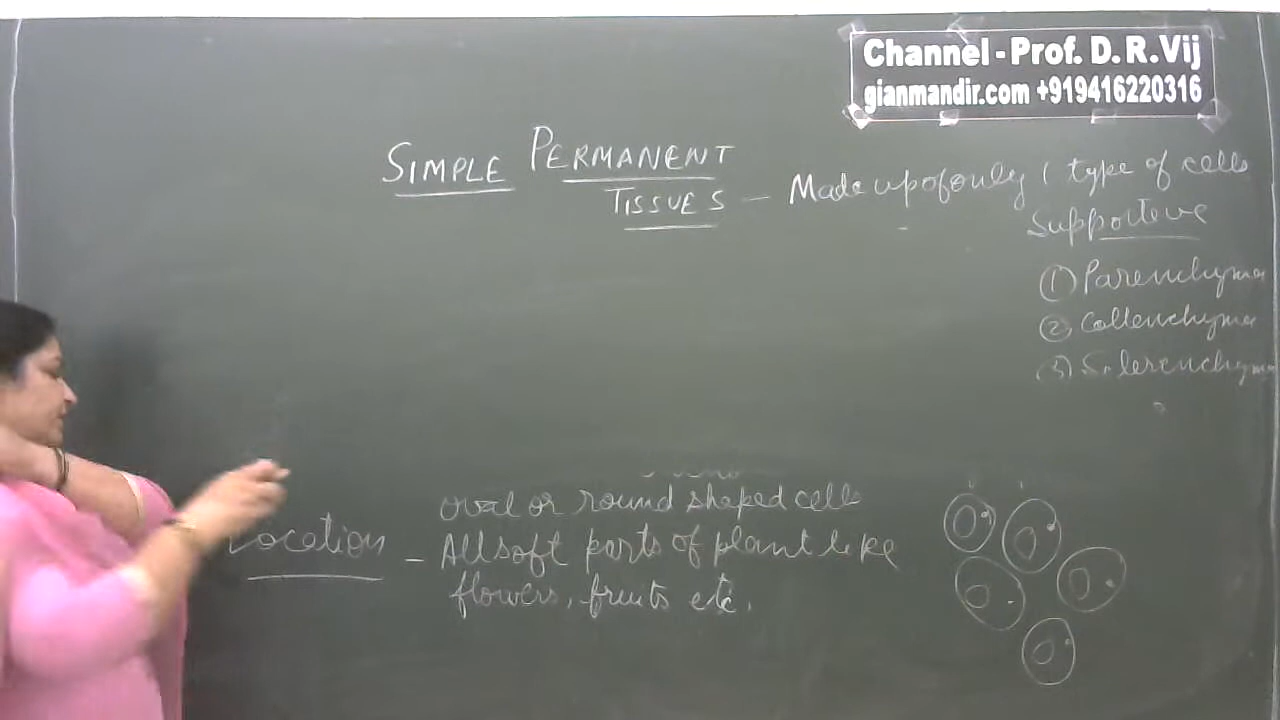 Channel - Prof. D. R. Vij
gianmandir.com +919416220316
SIMPLE PERMANENT
TISSUES - Made up of only 1 type of cells
Supportive
(1) Parenchyma
(2) Collenchyma
(3) Sclerenchyma
oval or round shaped cells
Location - All soft parts of plant like
flowers, fruits etc.